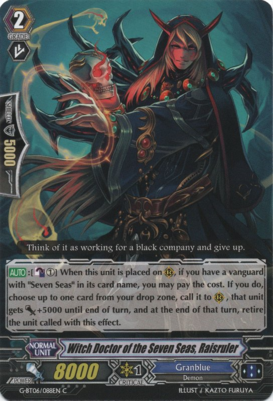 2
5000
Think of it as working for a black company and give up.
AUTO:[①] When this unit is placed on , if you have a vanguard
with "Seven Seas" in its card name, you may pay the cost. If you do,
choose up to one card from your drop zone, call it to , that unit
gets +5000 until end of turn, and at the end of that turn, retire
the unit called with this effect.
NORMAL
UNIT
Witch Doctor of the Seven Seas, Raisruler
8000
1
CRITICAL
Granblue
Demon
G-BT06/088EN C
ILLUST / KAZTO FURUYA